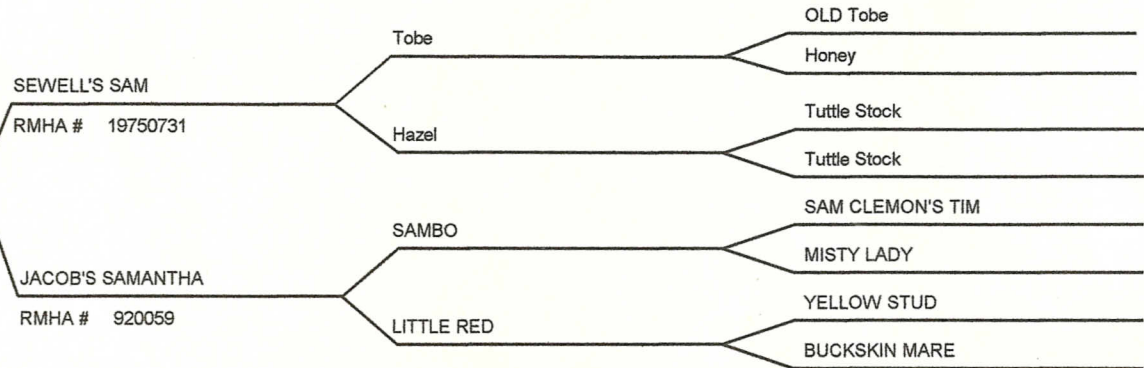 OLD Tobe
Tobe
Honey
SEWELL'S SAM
RMHA # 19750731
Tuttle Stock
Hazel
Tuttle Stock
SAM CLEMON'S TIM
SAMBO
MISTY LADY
JACOB'S SAMANTHA
RMHA # 920059
YELLOW STUD
LITTLE RED
BUCKSKIN MARE